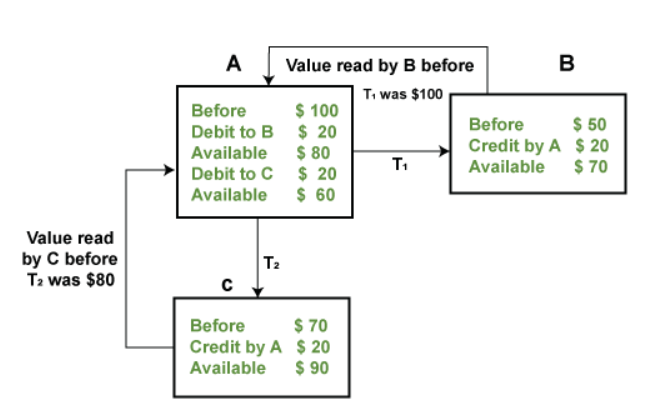 A
Value read by B before
B
T₁ was $100
Before $ 100
Debit to B $ 20
Available $ 80
Debit to C $ 20
Available $ 60
T₁
Before $ 50
Credit by A $ 20
Available $ 70
Value read
by C before
T₂ was $80
T₂
c
Before $ 70
Credit by A $ 20
Available $ 90